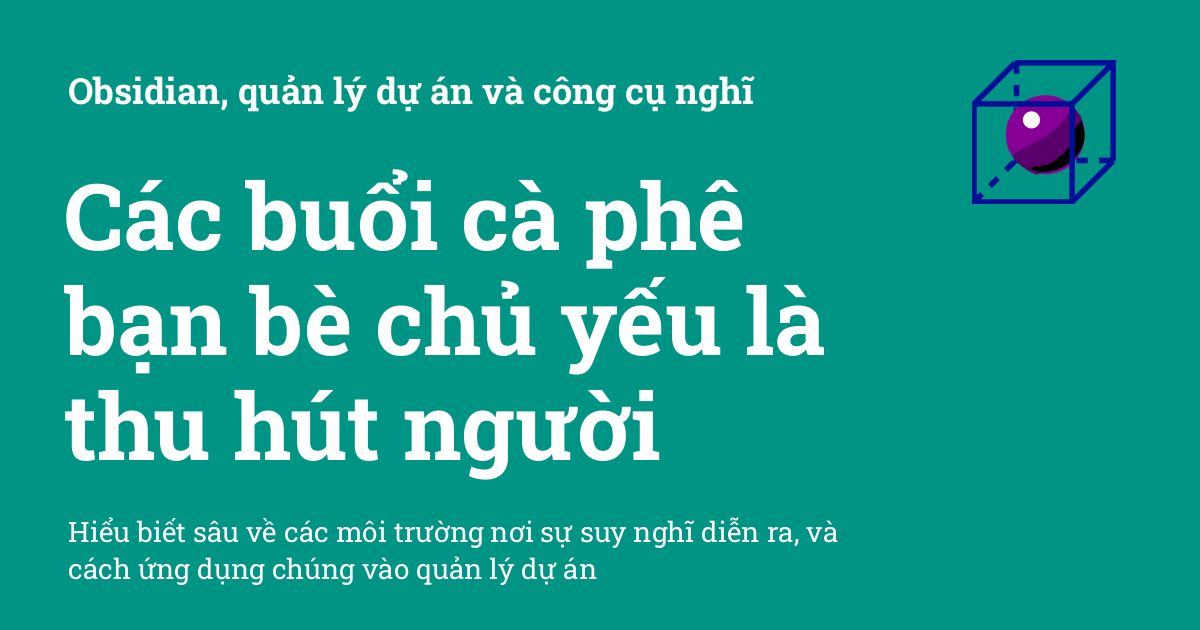 Obsidian, quản lý dự án và công cụ nghĩ
Các buổi cà phê
bạn bè chủ yếu là
thu hút người
Hiểu biết sâu về các môi trường nơi sự suy nghĩ diễn ra, và
cách ứng dụng chúng vào quản lý dự án